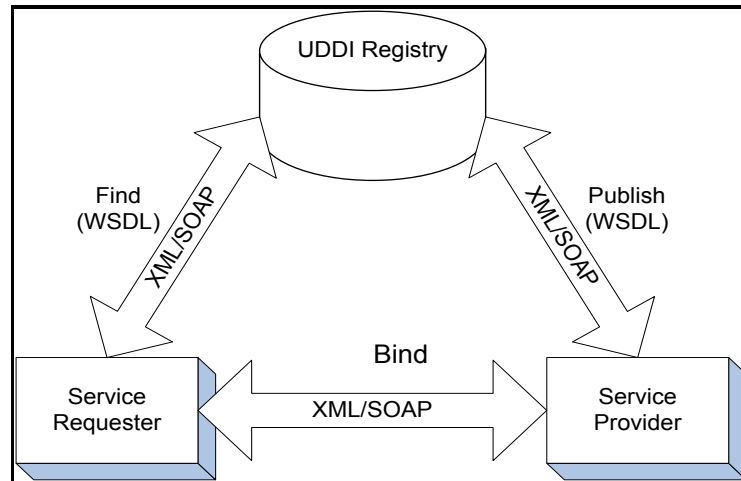 UDDI Registry
Find
(WSDL)
XML/SOAP
Publish
(WSDL)
XML/SOAP
Bind
Service
Requester
XML/SOAP
Service
Provider